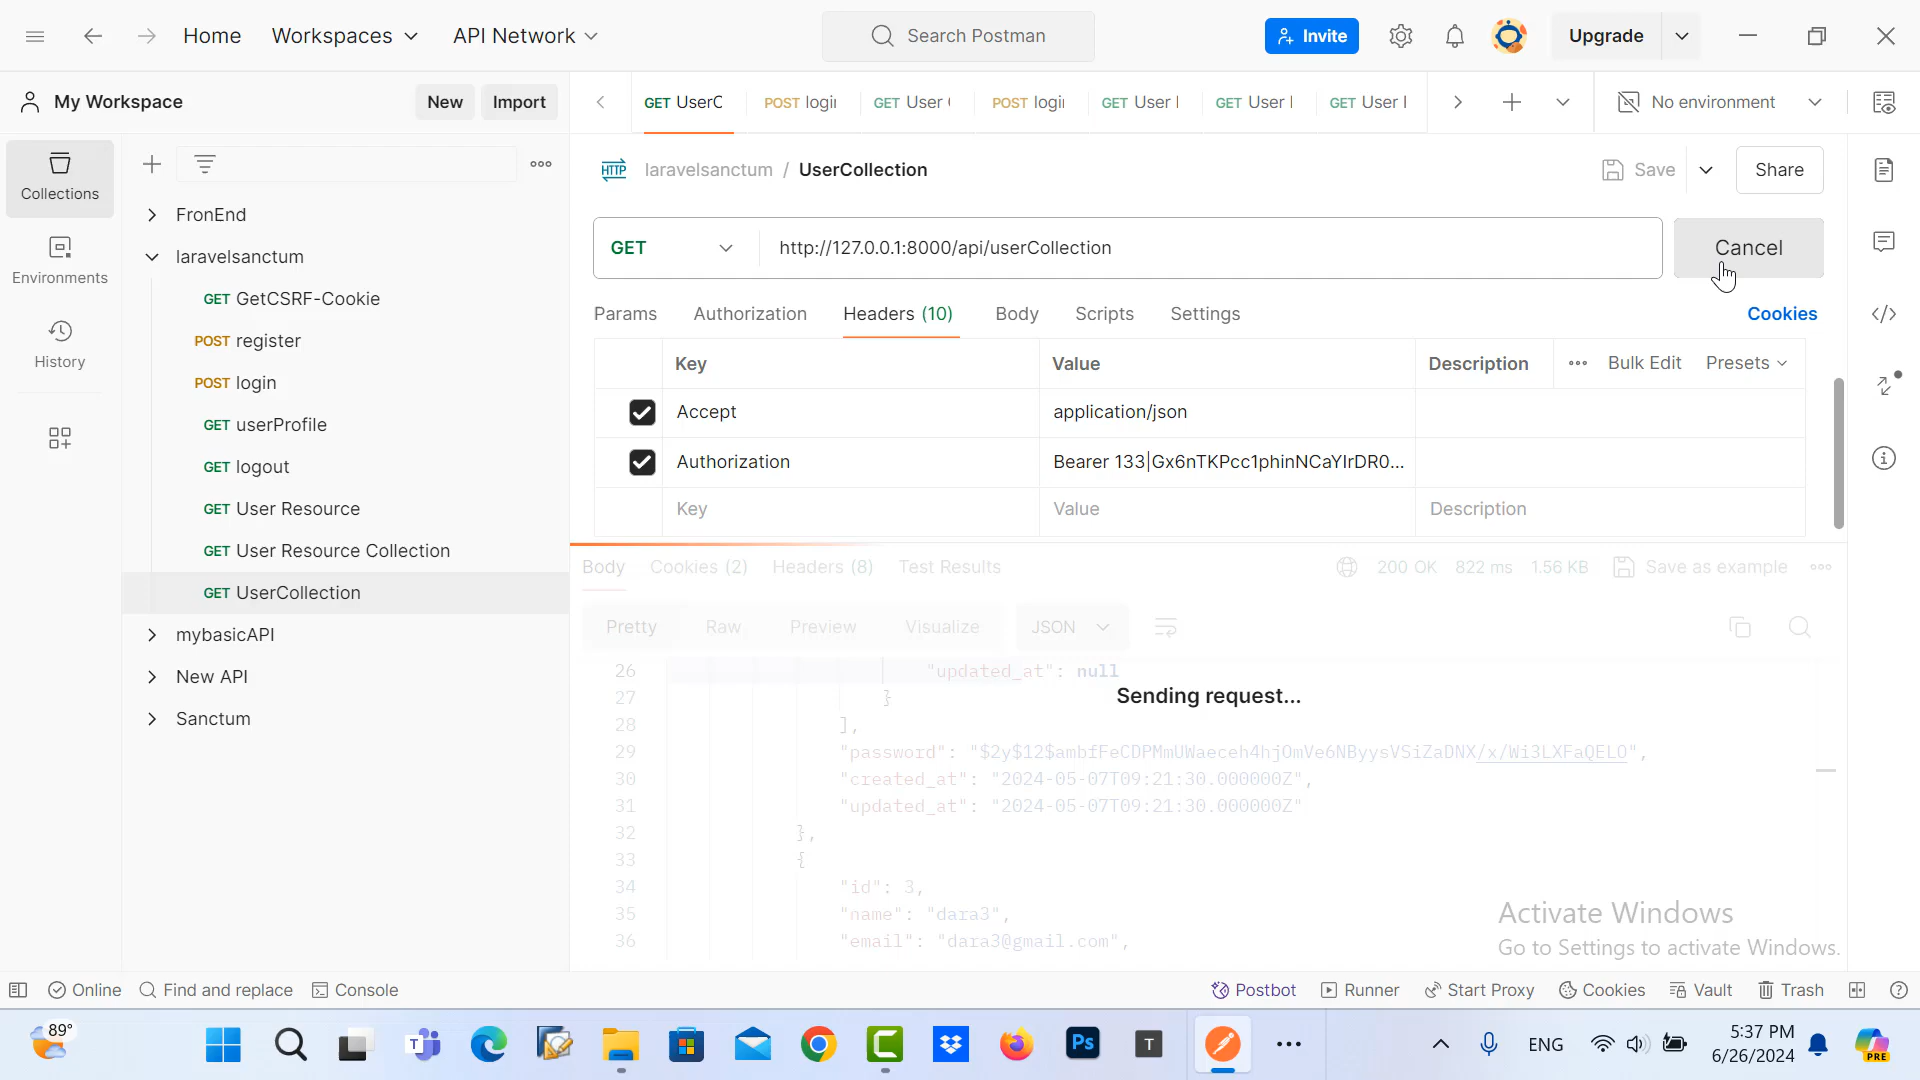 Home Workspaces API Network Search Postman Invite Upgrade
My Workspace New Import GET UserC POST logi GET User POST logi GET User GET User GET User No environment
Collections
Environments
History
FronEnd
laravelsanctum
GET GetCSRF-Cookie
POST register
POST login
GET userProfile
GET logout
GET User Resource
GET User Resource Collection
GET UserCollection
mybasicAPI
New API
Sanctum
HTTP laravelsanctum / UserCollection Save Share
GET http://127.0.0.1:8000/api/userCollection Cancel
Params Authorization Headers (10) Body Scripts Settings Cookies
Key Value Description Bulk Edit Presets
Accept application/json
Authorization Bearer 133|Gx6nTKPcc1phinNCaYIrDR0...
Key Value Description
Body Cookies (2) Headers (8) Test Results 200 OK 822 ms 1.56 KB Save as example
Pretty Raw Preview Visualize JSON
Sending request...
26 "updated_at": null
27 }
28 ],
29 "password": "$2y$12$ambfFeCDPMmUWaeceh4hjOmVe6NByysVSiZaDNX/x/Wi3LXFaQELO",
30 "created_at": "2024-05-07T09:21:30.000000Z",
31 "updated_at": "2024-05-07T09:21:30.000000Z"
32 },
33 {
34 "id": 3,
35 "name": "dara3",
36 "email": "dara3@gmail.com",
Activate Windows
Go to Settings to activate Windows.
Online Find and replace Console Postbot Runner Start Proxy Cookies Vault Trash
89° T Ps T ENG 5:37 PM
6/26/2024 PRE